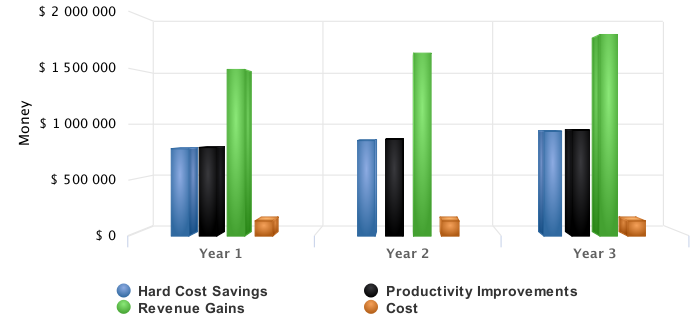 $ 2 000 000
$ 1 500 000
$ 1 000 000
$ 500 000
$ 0
Money
Year 1
Year 2
Year 3
Hard Cost Savings
Productivity Improvements
Revenue Gains
Cost